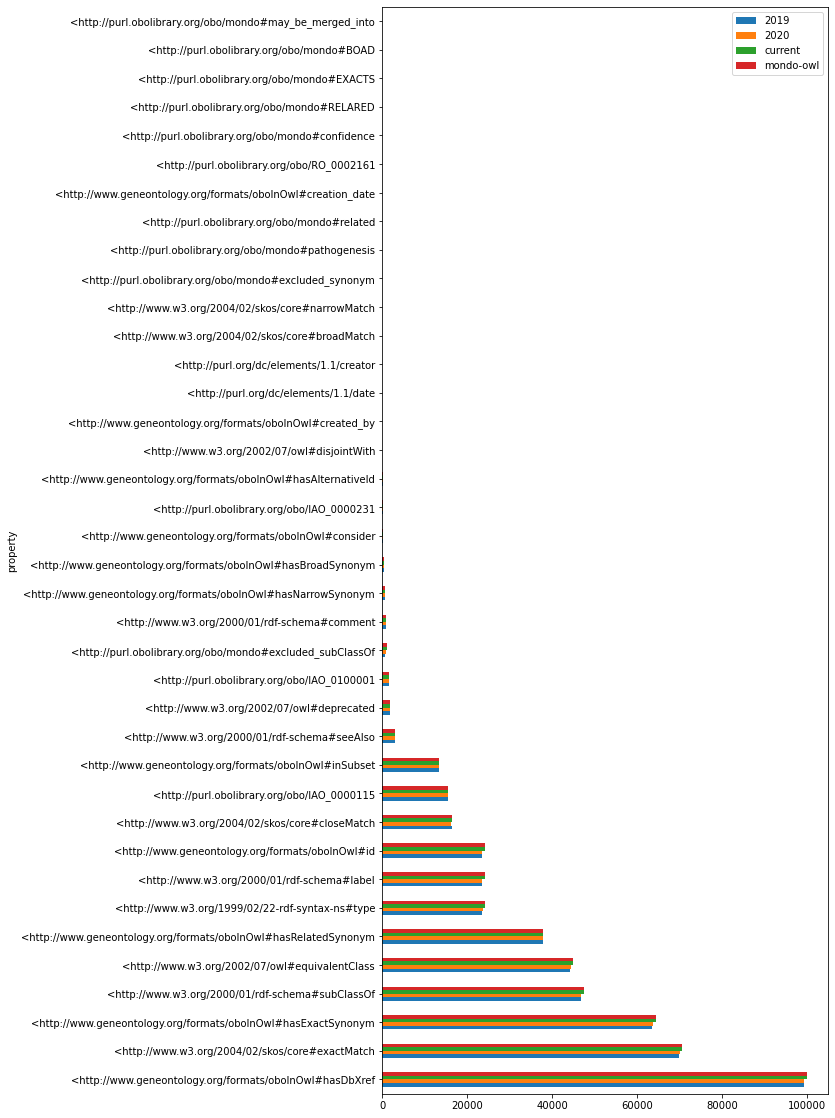 <http://purl.obolibrary.org/obo/mondo#may_be_merged_into
<http://purl.obolibrary.org/obo/mondo#BOAD
<http://purl.obolibrary.org/obo/mondo#EXACTS
<http://purl.obolibrary.org/obo/mondo#RELARED
<http://purl.obolibrary.org/obo/mondo#confidence
<http://purl.obolibrary.org/obo/RO_0002161
<http://www.geneontology.org/formats/oboInOwl#creation_date
<http://purl.obolibrary.org/obo/mondo#related
<http://purl.obolibrary.org/obo/mondo#pathogenesis
<http://purl.obolibrary.org/obo/mondo#excluded_synonym
<http://www.w3.org/2004/02/skos/core#narrowMatch
<http://www.w3.org/2004/02/skos/core#broadMatch
<http://purl.org/dc/elements/1.1/creator
<http://purl.org/dc/elements/1.1/date
<http://www.geneontology.org/formats/oboInOwl#created_by
<http://www.w3.org/2002/07/owl#disjointWith
<http://www.geneontology.org/formats/oboInOwl#hasAlternativeId
<http://purl.obolibrary.org/obo/IAO_0000231
<http://www.geneontology.org/formats/oboInOwl#consider
<http://www.geneontology.org/formats/oboInOwl#hasBroadSynonym
<http://www.geneontology.org/formats/oboInOwl#hasNarrowSynonym
<http://www.w3.org/2000/01/rdf-schema#comment
<http://purl.obolibrary.org/obo/mondo#excluded_subClassOf
<http://purl.obolibrary.org/obo/IAO_0100001
<http://www.w3.org/2002/07/owl#deprecated
<http://www.w3.org/2000/01/rdf-schema#seeAlso
<http://www.geneontology.org/formats/oboInOwl#inSubset
<http://purl.obolibrary.org/obo/IAO_0000115
<http://www.w3.org/2004/02/skos/core#closeMatch
<http://www.geneontology.org/formats/oboInOwl#id
<http://www.w3.org/2000/01/rdf-schema#label
<http://www.w3.org/1999/02/22-rdf-syntax-ns#type
<http://www.geneontology.org/formats/oboInOwl#hasRelatedSynonym
<http://www.w3.org/2002/07/owl#equivalentClass
<http://www.w3.org/2000/01/rdf-schema#subClassOf
<http://www.geneontology.org/formats/oboInOwl#hasExactSynonym
<http://www.w3.org/2004/02/skos/core#exactMatch
<http://www.geneontology.org/formats/oboInOwl#hasDbXref
property
0 20000 40000 60000 80000 100000
2019
2020
current
mondo-owl